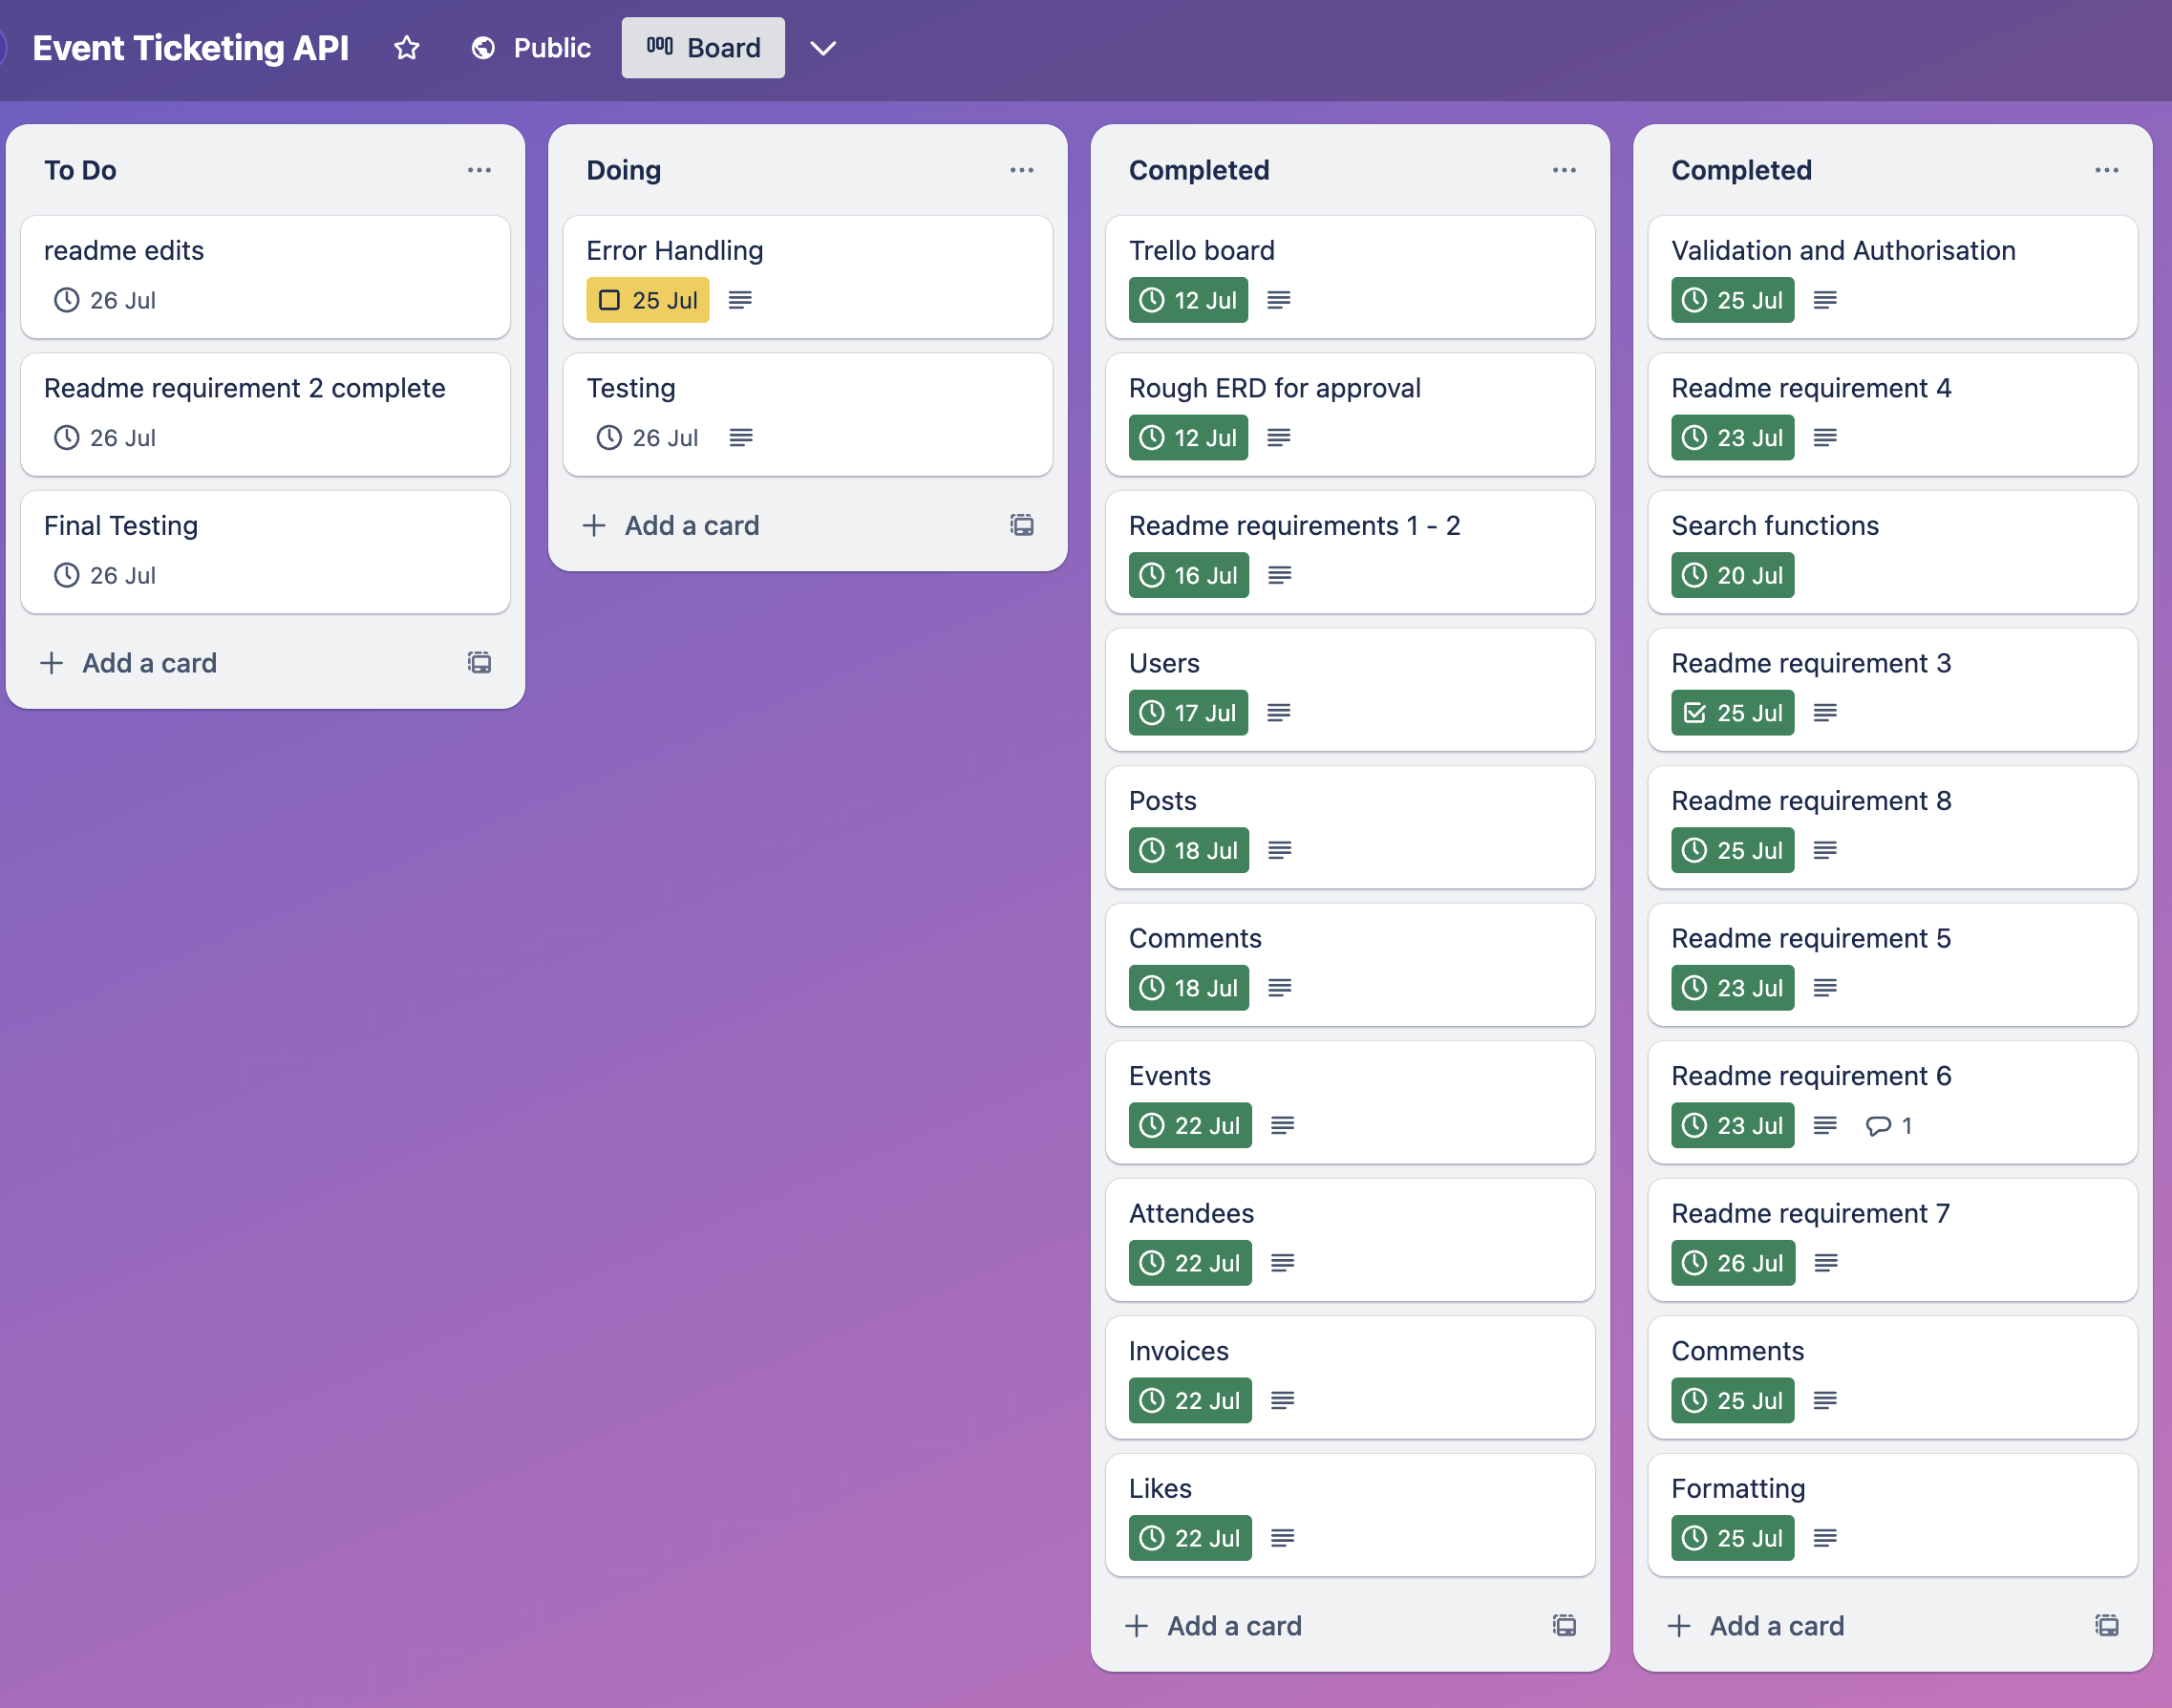 Event Ticketing API
Public
Board
To Do
readme edits
26 Jul
Readme requirement 2 complete
26 Jul
Final Testing
26 Jul
Add a card
Doing
Error Handling
25 Jul
Testing
26 Jul
Add a card
Completed
Trello board
12 Jul
Rough ERD for approval
12 Jul
Readme requirements 1 - 2
16 Jul
Users
17 Jul
Posts
18 Jul
Comments
18 Jul
Events
22 Jul
Attendees
22 Jul
Invoices
22 Jul
Likes
22 Jul
Add a card
Completed
Validation and Authorisation
25 Jul
Readme requirement 4
23 Jul
Search functions
20 Jul
Readme requirement 3
25 Jul
Readme requirement 8
25 Jul
Readme requirement 5
23 Jul
Readme requirement 6
23 Jul 1
Readme requirement 7
26 Jul
Comments
25 Jul
Formatting
25 Jul
Add a card